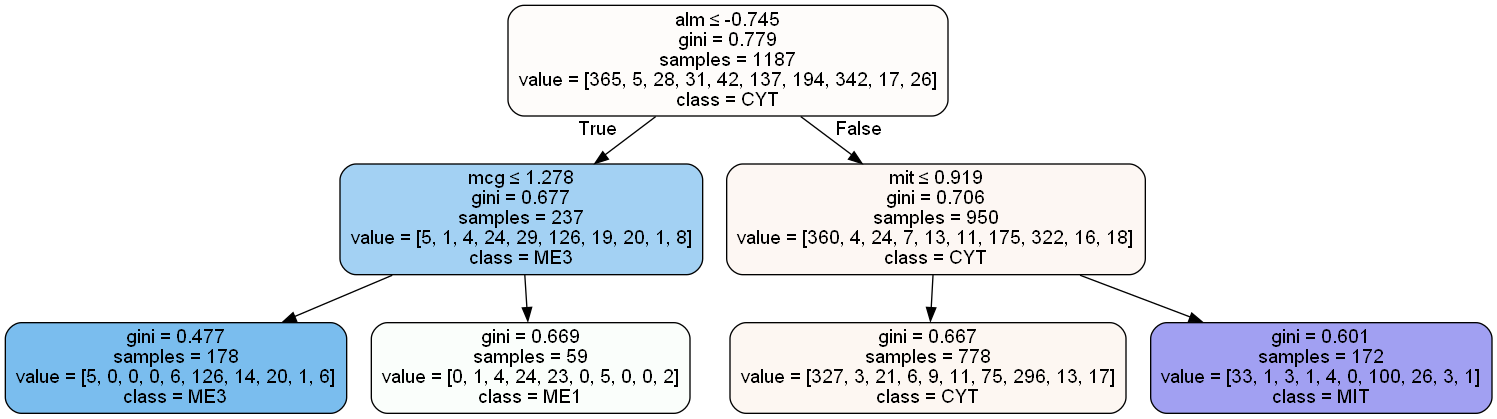 alm ≤ -0.745
gini = 0.779
samples = 1187
value = [365, 5, 28, 31, 42, 137, 194, 342, 17, 26]
class = CYT
True
False
mcg ≤ 1.278
gini = 0.677
samples = 237
value = [5, 1, 4, 24, 29, 126, 19, 20, 1, 8]
class = ME3
mit ≤ 0.919
gini = 0.706
samples = 950
value = [360, 4, 24, 7, 13, 11, 175, 322, 16, 18]
class = CYT
gini = 0.477
samples = 178
value = [5, 0, 0, 0, 6, 126, 14, 20, 1, 6]
class = ME3
gini = 0.669
samples = 59
value = [0, 1, 4, 24, 23, 0, 5, 0, 0, 2]
class = ME1
gini = 0.667
samples = 778
value = [327, 3, 21, 6, 9, 11, 75, 296, 13, 17]
class = CYT
gini = 0.601
samples = 172
value = [33, 1, 3, 1, 4, 0, 100, 26, 3, 1]
class = MIT